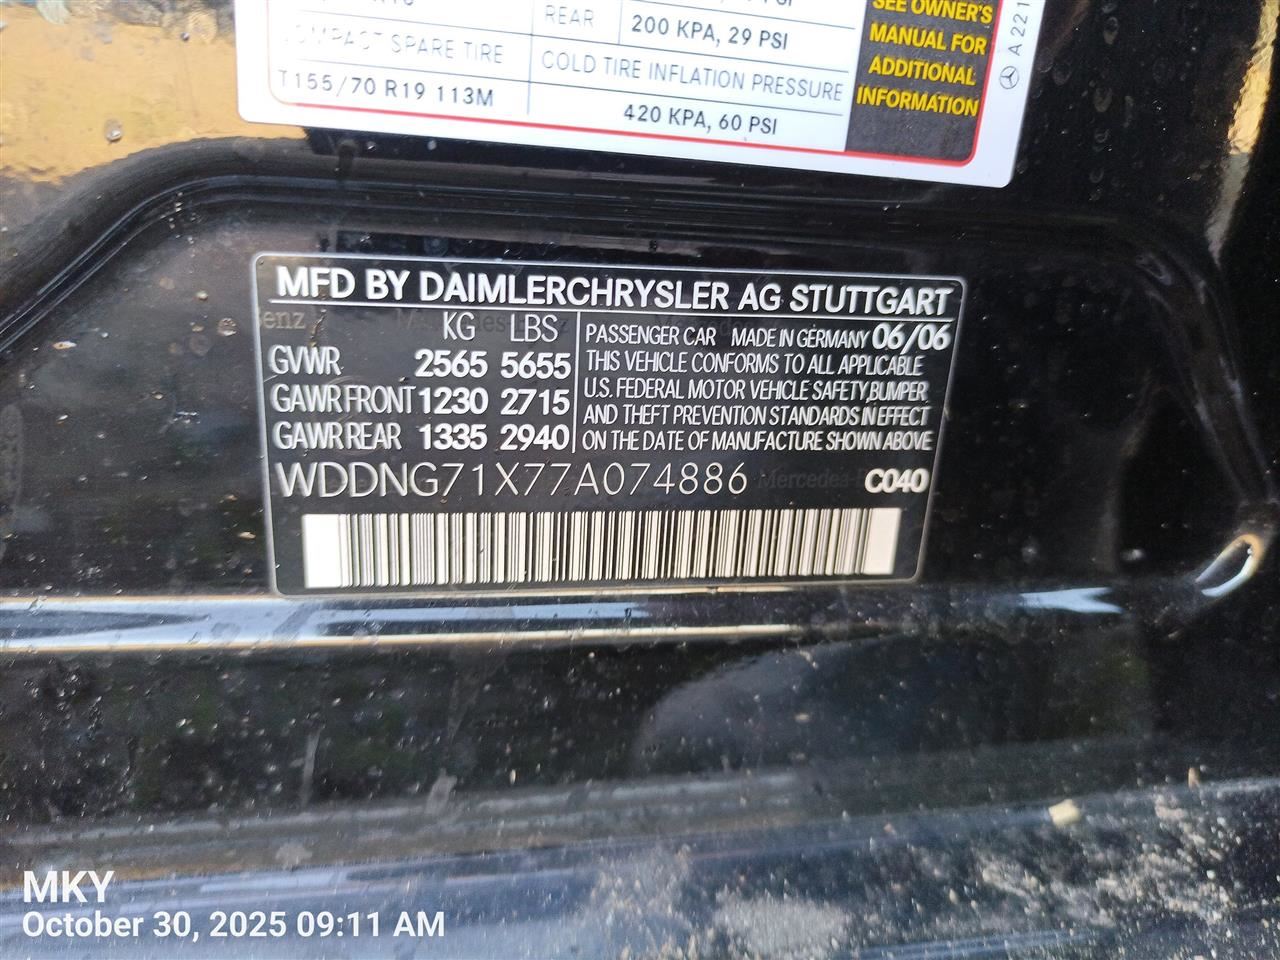 SEE OWNER'S
MANUAL FOR
ADDITIONAL
INFORMATION
REAR
200 KPA, 29 PSI
COMPACT SPARE TIRE
COLD TIRE INFLATION PRESSURE
T155/70 R19 113M
420 KPA, 60 PSI
A 221
MFD BY DAIMLERCHRYSLER AG STUTTGART
KG LBS
GVWR 2565 5655
GAWR FRONT 1230 2715
GAWR REAR 1335 2940
PASSENGER CAR MADE IN GERMANY 06/06
THIS VEHICLE CONFORMS TO ALL APPLICABLE
U.S. FEDERAL MOTOR VEHICLE SAFETY, BUMPER
AND THEFT PREVENTION STANDARDS IN EFFECT
ON THE DATE OF MANUFACTURE SHOWN ABOVE
WDDNG71X77A074886
C040
MKY
October 30, 2025 09:11 AM